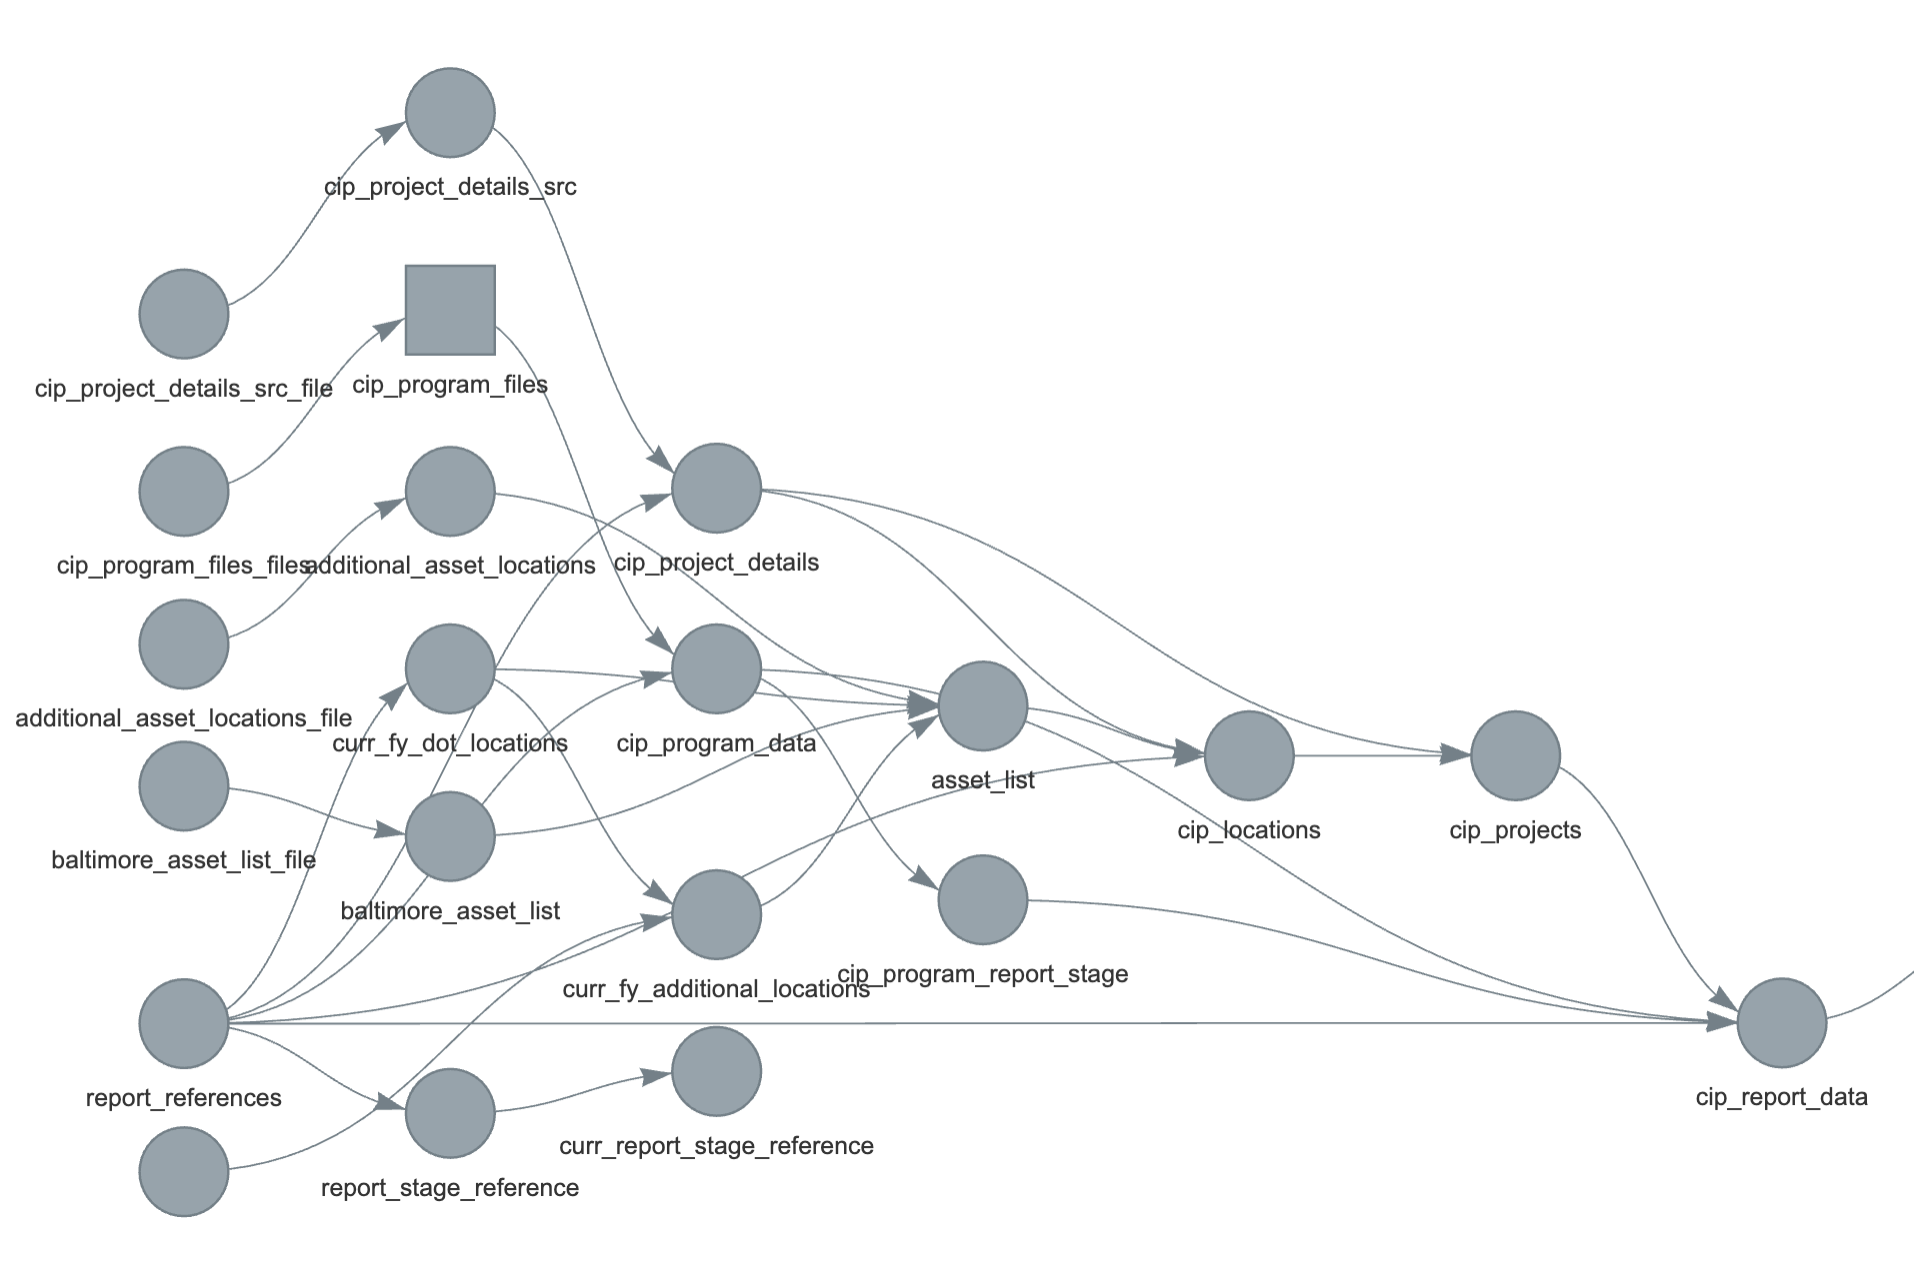 cip_project_details_src
cip_project_details_src_file
cip_program_files
cip_program_files_files
additional_asset_locations
cip_project_details
additional_asset_locations_file
curr_fy_dot_locations
cip_program_data
asset_list
cip_locations
cip_projects
baltimore_asset_list_file
baltimore_asset_list
curr_fy_additional_locations
cip_program_report_stage
report_references
cip_report_data
curr_report_stage_reference
report_stage_reference